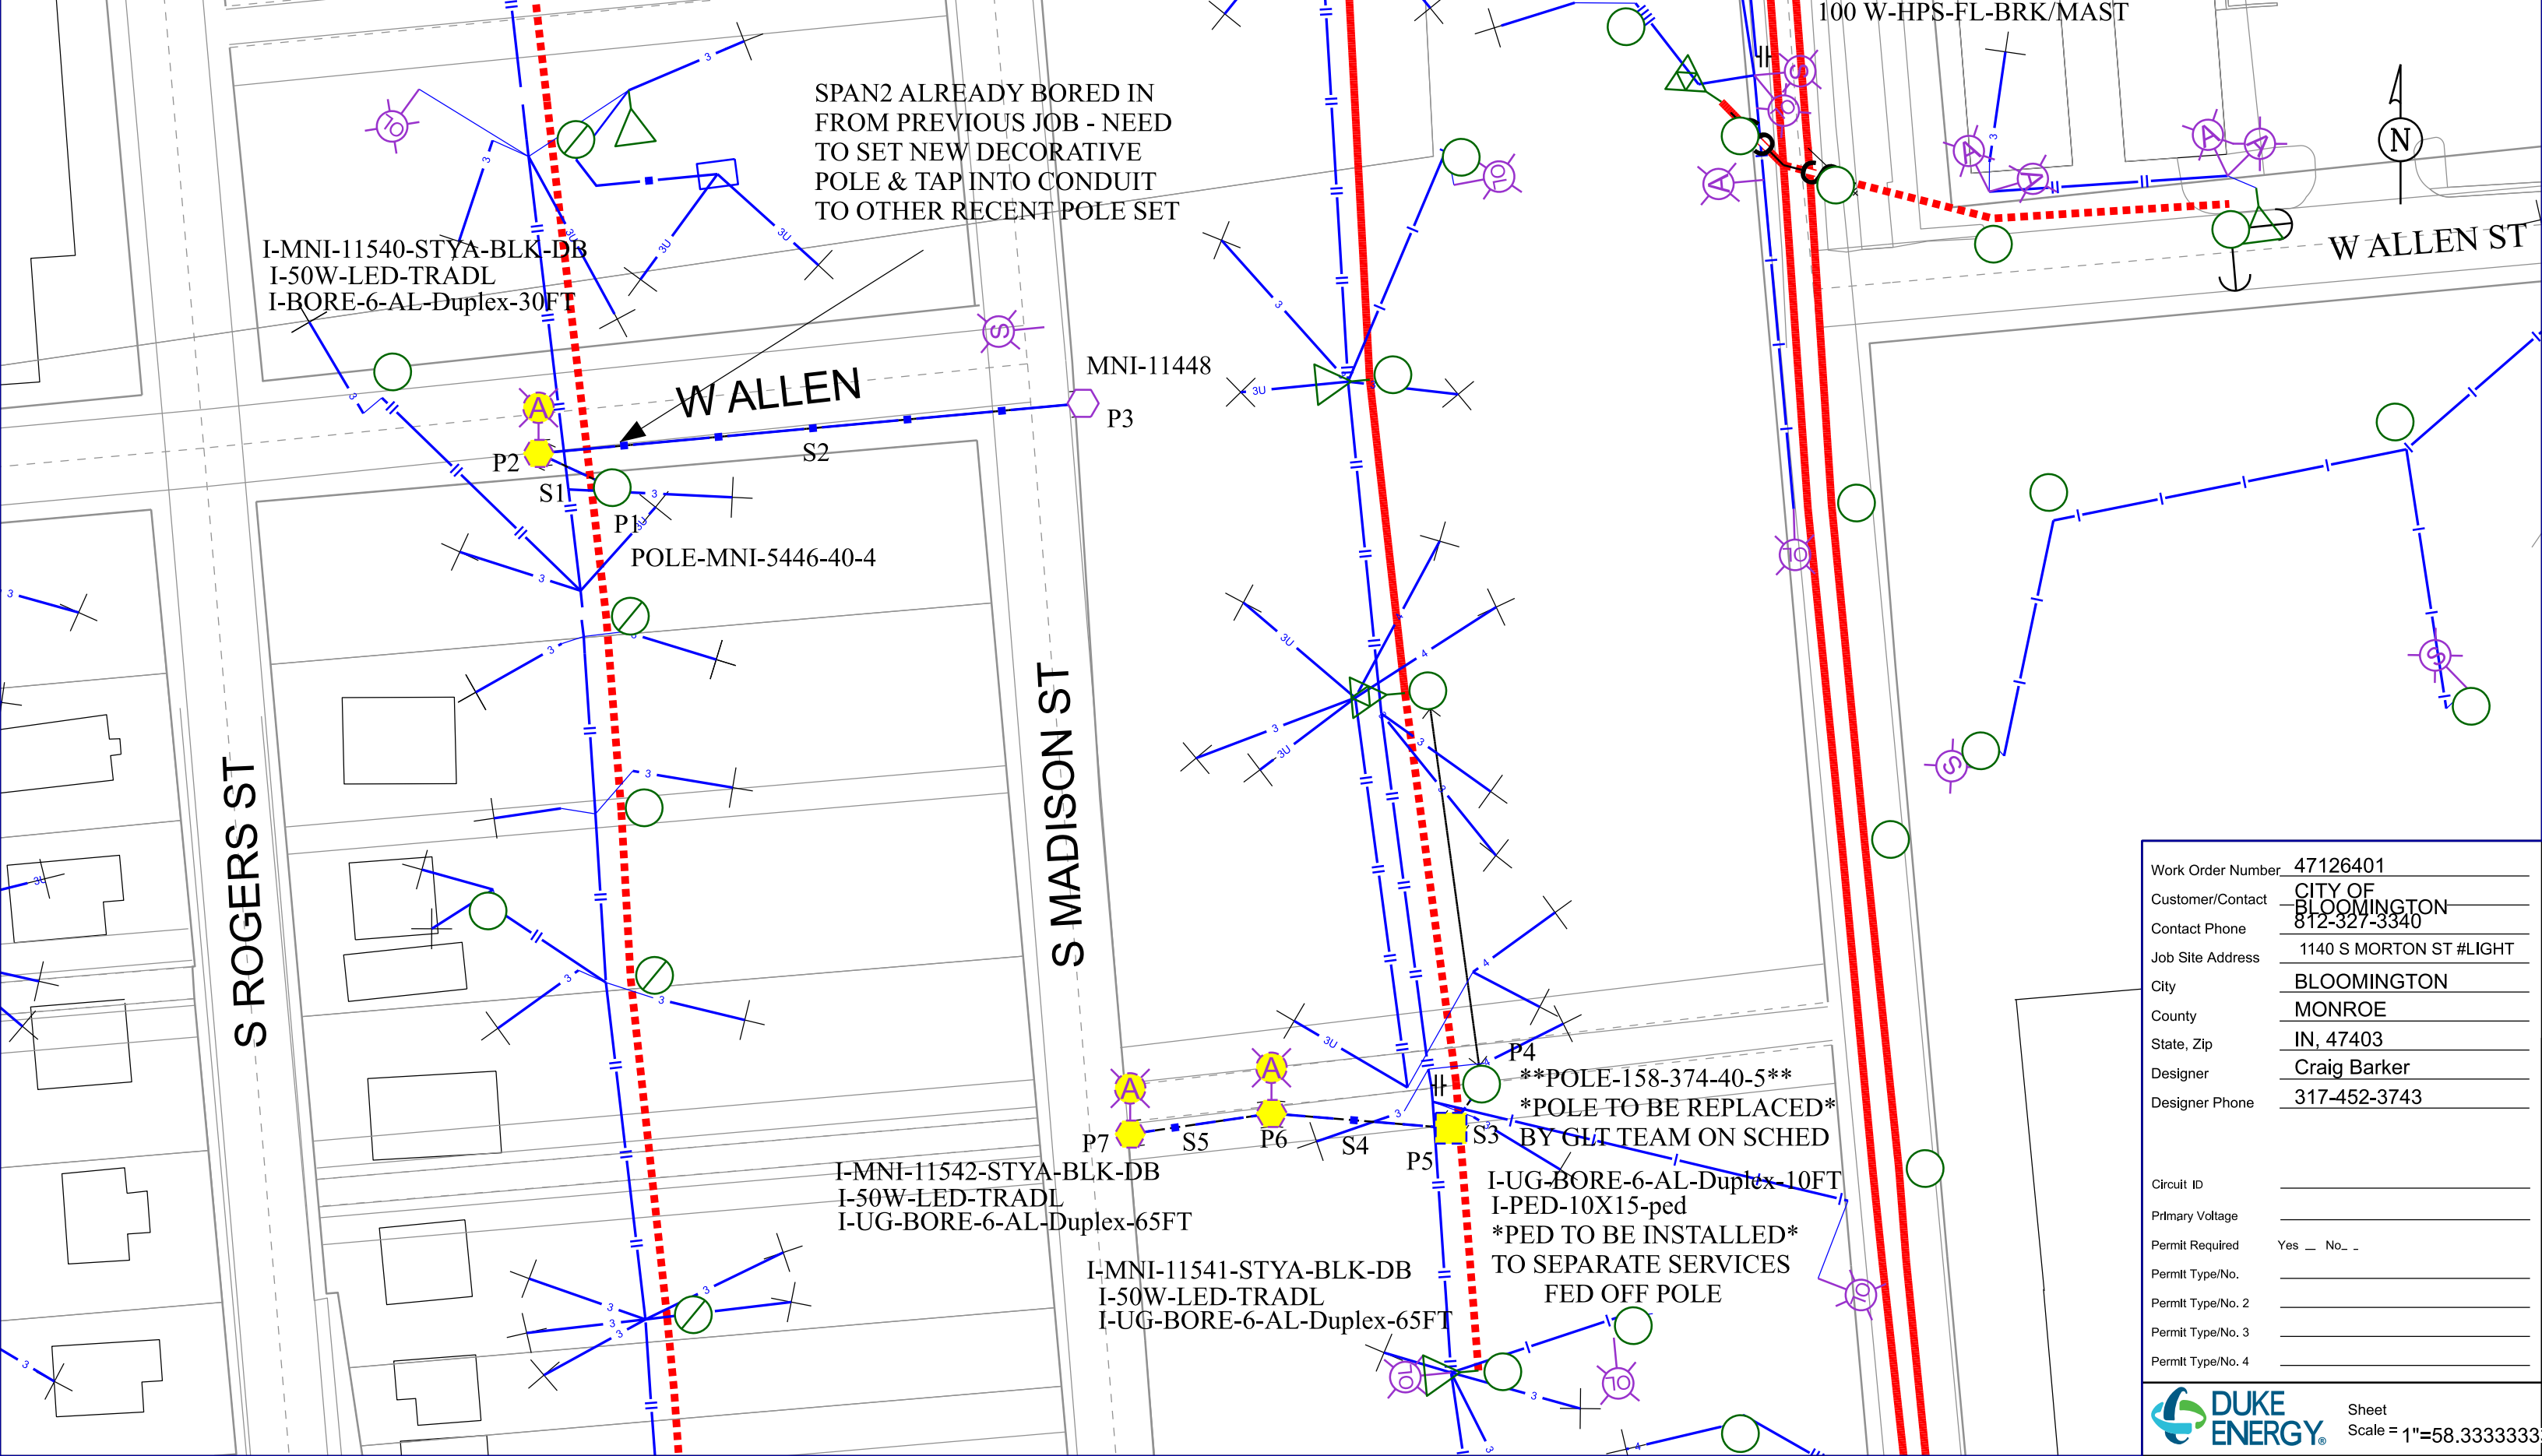 100 W-HPS-FL-BRK/MAST
SPAN2 ALREADY BORED IN
FROM PREVIOUS JOB - NEED
TO SET NEW DECORATIVE
POLE & TAP INTO CONDUIT
TO OTHER RECENT POLE SET
I-MNI-11540-STYA-BLK-DB
I-50W-LED-TRADL
I-BORE-6-AL-Duplex-30FT
N
W ALLEN ST
MNI-11448
W ALLEN
P3
P2
S2
S1
P1
POLE-MNI-5446-40-4
S ROGERS ST
S MADISON ST
P4
**POLE-158-374-40-5**
*POLE TO BE REPLACED*
BY GLT TEAM ON SCHED
P7
S5
P6
S4
P5
S3
I-MNI-11542-STYA-BLK-DB
I-50W-LED-TRADL
I-UG-BORE-6-AL-Duplex-65FT
I-UG-BORE-6-AL-Duplex-10FT
I-PED-10X15-ped
*PED TO BE INSTALLED*
TO SEPARATE SERVICES
FED OFF POLE
I-MNI-11541-STYA-BLK-DB
I-50W-LED-TRADL
I-UG-BORE-6-AL-Duplex-65FT
Work Order Number 47126401
Customer/Contact CITY OF
BLOOMINGTON
Contact Phone 812-327-3340
Job Site Address 1140 S MORTON ST #LIGHT
City BLOOMINGTON
County MONROE
State, Zip IN, 47403
Designer Craig Barker
Designer Phone 317-452-3743
Circuit ID
Primary Voltage
Permit Required Yes _ No_ _
Permit Type/No.
Permit Type/No. 2
Permit Type/No. 3
Permit Type/No. 4
DUKE
ENERGY®
Sheet
Scale = 1"=58.3333333